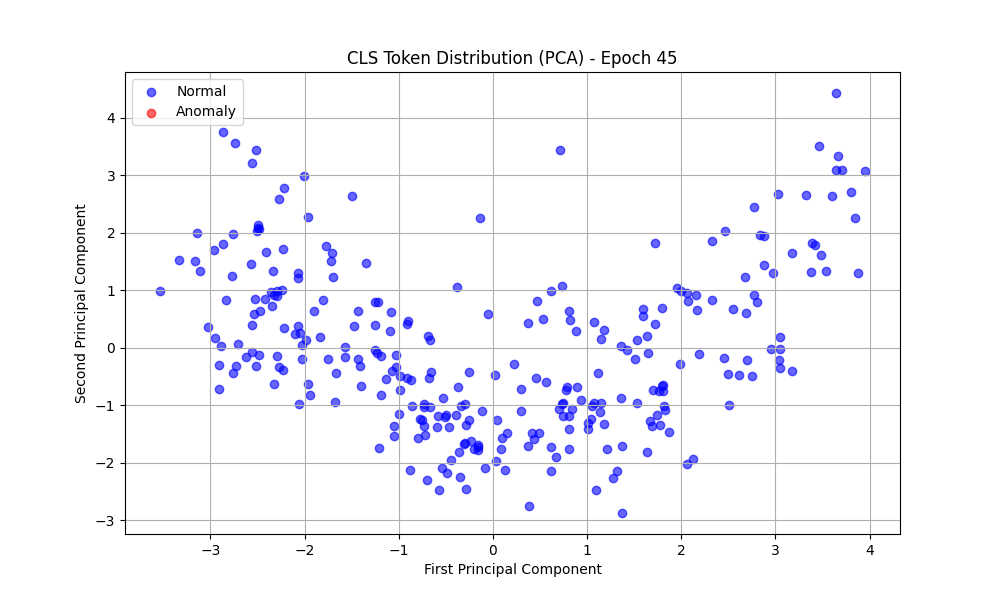 CLS Token Distribution (PCA) - Epoch 45
Normal
Anomaly
4
3
2
1
0
−1
−2
−3
Second Principal Component
−3 −2 −1 0 1 2 3 4
First Principal Component